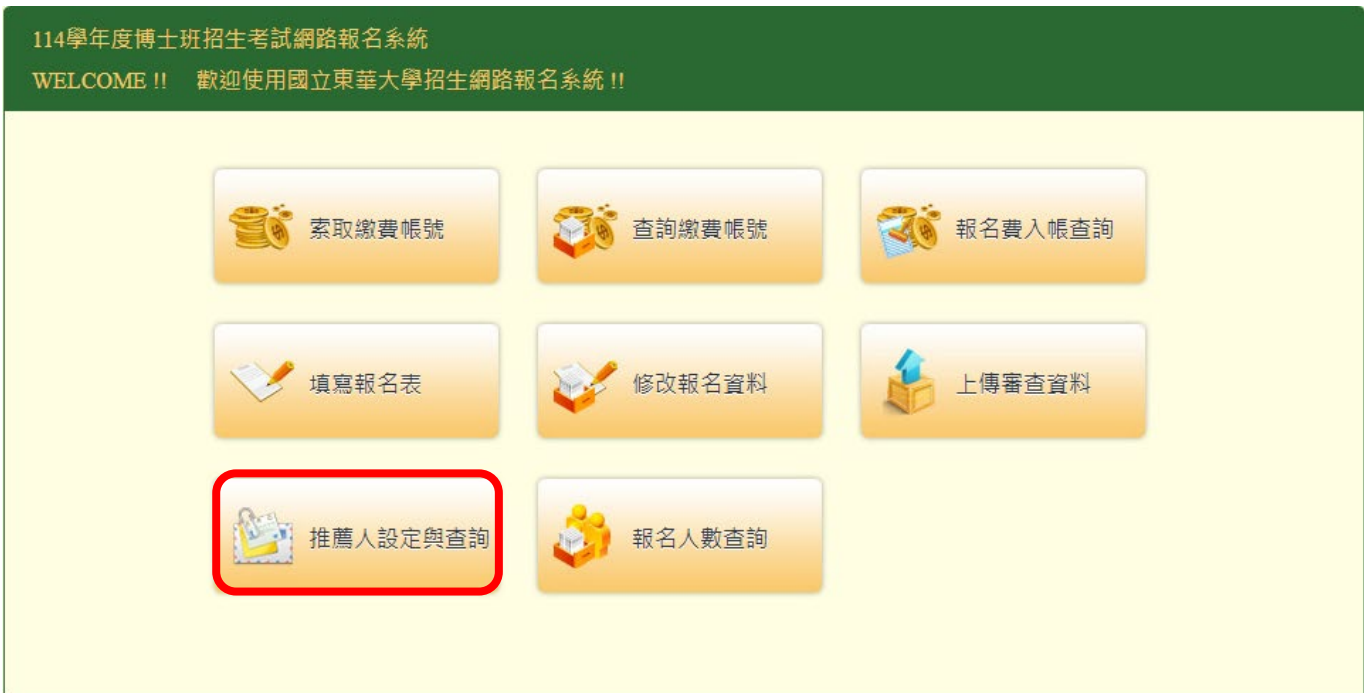 114學年度博士班招生考試網路報名系統
WELCOME !! 歡迎使用國立東華大學招生網路報名系統 !!
索取繳費帳號
查詢繳費帳號
報名費入帳查詢
填寫報名表
修改報名資料
上傳審查資料
推薦人設定與查詢
報名人數查詢